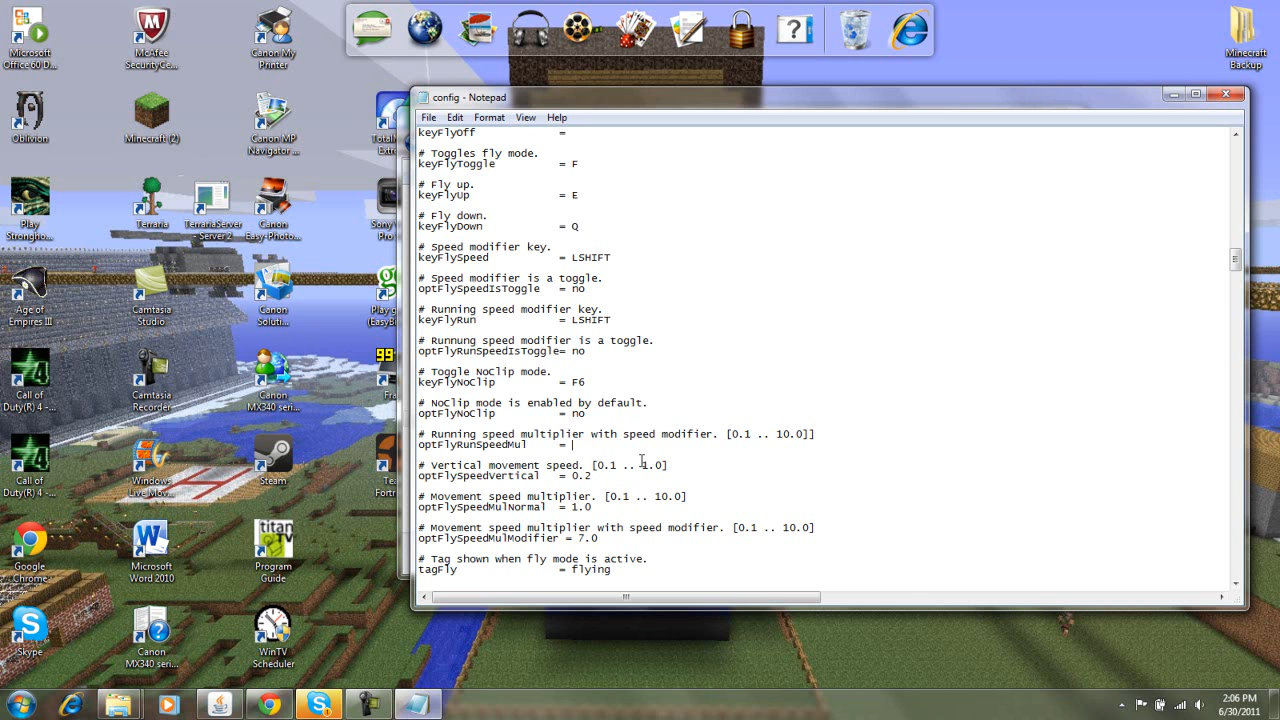 Microsoft Office 60 D...
McAfee SecurityCe...
Canon My Printer
Minecraft Backup
Oblivion
Minecraft (2)
Canon MP Navigator ...
Play Strongho...
Terraria
TerrariaServer - Server 2
Canon Easy-Photo...
Age of Empires III
Camtasia Studio
Canon Soluti...
Call of Duty(R) 4 -...
Camtasia Recorder
Canon MX340 seri...
Call of Duty(R) 4 -...
Windows Live Mov...
Steam
Google Chrome
Microsoft Word 2010
titan TV
Program Guide
Skype
Canon MX340 seri...
WinTV Scheduler
99
config - Notepad
File Edit Format View Help
keyFlyOff =
# Toggles fly mode.
keyFlyToggle = F
# Fly up.
keyFlyUp = E
# Fly down.
keyFlyDown = Q
# Speed modifier key.
keyFlySpeed = LSHIFT
# Speed modifier is a toggle.
optFlySpeedIsToggle = no
# Running speed modifier key.
keyFlyRun = LSHIFT
# Runnung speed modifier is a toggle.
optFlyRunSpeedIsToggle= no
# Toggle NoClip mode.
keyFlyNoClip = F6
# NoClip mode is enabled by default.
optFlyNoClip = no
# Running speed multiplier with speed modifier. [0.1 .. 10.0]]
optFlyRunSpeedMul =
# Vertical movement speed. [0.1 .. 1.0]
optFlySpeedVertical = 0.2
# Movement speed multiplier. [0.1 .. 10.0]
optFlySpeedMulNormal = 1.0
# Movement speed multiplier with speed modifier. [0.1 .. 10.0]
optFlySpeedMulModifier = 7.0
# Tag shown when fly mode is active.
tagFly = flying
2:06 PM
6/30/2011